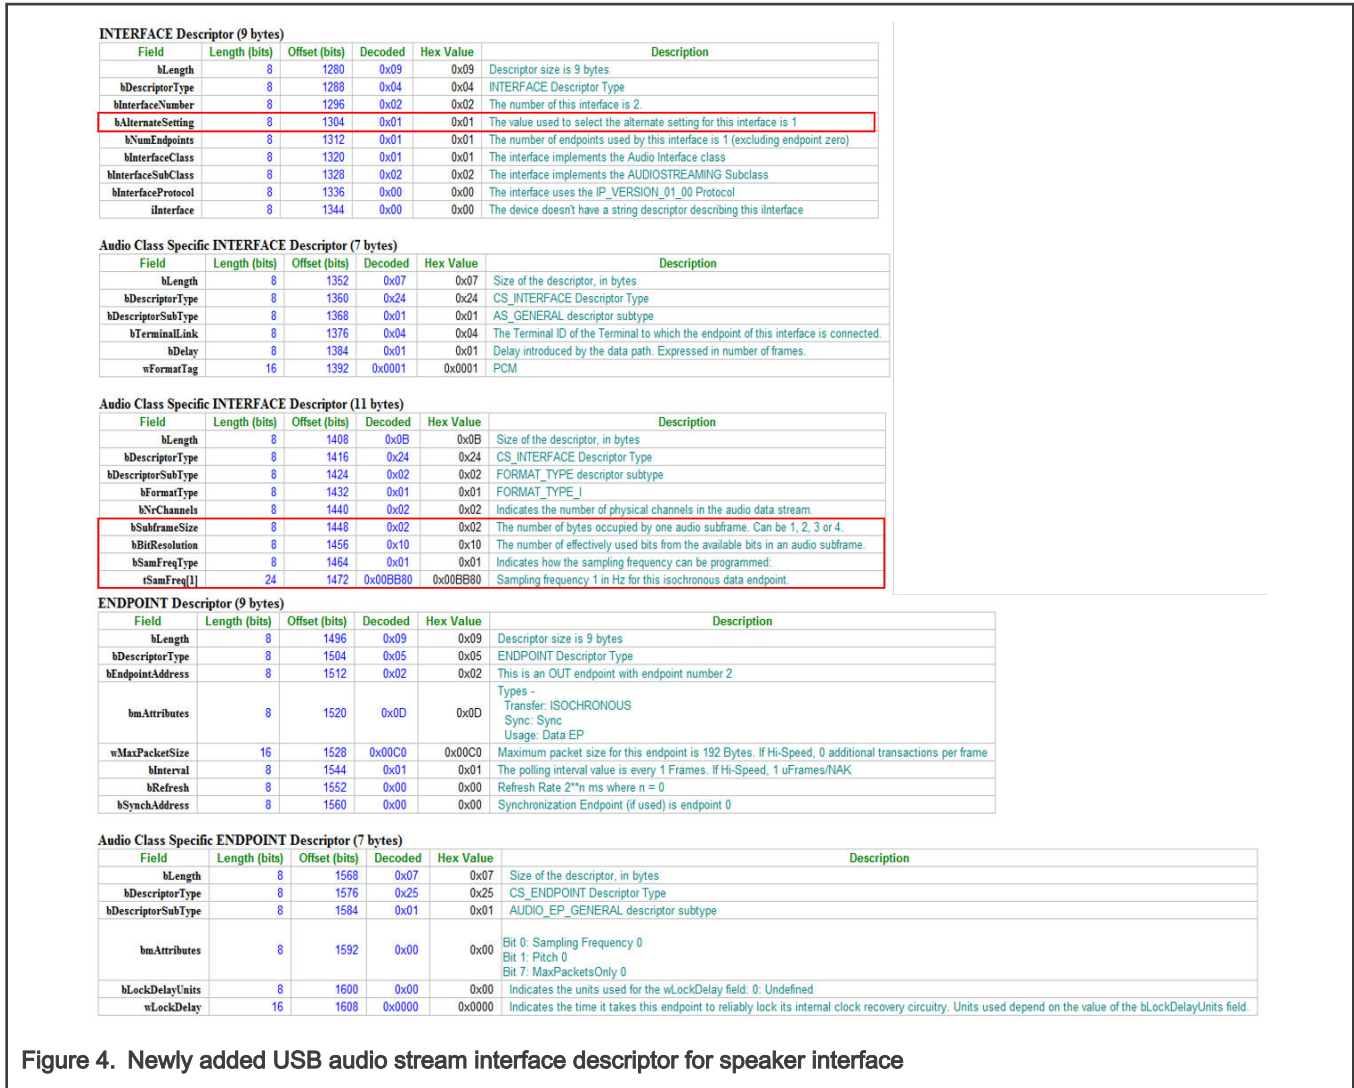 INTERFACE Descriptor (9 bytes)
Field Length (bits) Offset (bits) Decoded Hex Value Description
bLength 8 1280 0x09 0x09 Descriptor size is 9 bytes
bDescriptorType 8 1288 0x04 0x04 INTERFACE Descriptor Type
bInterfaceNumber 8 1296 0x02 0x02 The number of this interface is 2.
bAlternateSetting 8 1304 0x01 0x01 The value used to select the alternate setting for this interface is 1
bNumEndpoints 8 1312 0x01 0x01 The number of endpoints used by this interface is 1 (excluding endpoint zero)
bInterfaceClass 8 1320 0x01 0x01 The interface implements the Audio Interface class
bInterfaceSubClass 8 1328 0x02 0x02 The interface implements the AUDIOSTREAMING Subclass
bInterfaceProtocol 8 1336 0x00 0x00 The interface uses the IP_VERSION_01_00 Protocol
iInterface 8 1344 0x00 0x00 The device doesn't have a string descriptor describing this iInterface
Audio Class Specific INTERFACE Descriptor (7 bytes)
Field Length (bits) Offset (bits) Decoded Hex Value Description
bLength 8 1352 0x07 0x07 Size of the descriptor, in bytes
bDescriptorType 8 1360 0x24 0x24 CS_INTERFACE Descriptor Type
bDescriptorSubType 8 1368 0x01 0x01 AS_GENERAL descriptor subtype
bTerminalLink 8 1376 0x04 0x04 The Terminal ID of the Terminal to which the endpoint of this interface is connected.
bDelay 8 1384 0x01 0x01 Delay introduced by the data path. Expressed in number of frames.
wFormatTag 16 1392 0x0001 0x0001 PCM
Audio Class Specific INTERFACE Descriptor (11 bytes)
Field Length (bits) Offset (bits) Decoded Hex Value Description
bLength 8 1408 0x0B 0x0B Size of the descriptor, in bytes
bDescriptorType 8 1416 0x24 0x24 CS_INTERFACE Descriptor Type
bDescriptorSubType 8 1424 0x02 0x02 FORMAT_TYPE descriptor subtype
bFormatType 8 1432 0x01 0x01 FORMAT_TYPE_I
bNrChannels 8 1440 0x02 0x02 Indicates the number of physical channels in the audio data stream.
bSubframeSize 8 1448 0x02 0x02 The number of bytes occupied by one audio subframe. Can be 1, 2, 3 or 4.
bBitResolution 8 1456 0x10 0x10 The number of effectively used bits from the available bits in an audio subframe.
bSamFreqType 8 1464 0x01 0x01 Indicates how the sampling frequency can be programmed:
tSamFreq[1] 24 1472 0x00BB80 0x00BB80 Sampling frequency 1 in Hz for this isochronous data endpoint.
ENDPOINT Descriptor (9 bytes)
Field Length (bits) Offset (bits) Decoded Hex Value Description
bLength 8 1496 0x09 0x09 Descriptor size is 9 bytes
bDescriptorType 8 1504 0x05 0x05 ENDPOINT Descriptor Type
bEndpointAddress 8 1512 0x02 0x02 This is an OUT endpoint with endpoint number 2
bmAttributes 8 1520 0x0D 0x0D Types -
Transfer: ISOCHRONOUS
Sync: Sync
Usage: Data EP
wMaxPacketSize 16 1528 0x00C0 0x00C0 Maximum packet size for this endpoint is 192 Bytes. If Hi-Speed, 0 additional transactions per frame
bInterval 8 1544 0x01 0x01 The polling interval value is every 1 Frames. If Hi-Speed, 1 uFrames/NAK
bRefresh 8 1552 0x00 0x00 Refresh Rate 2**n ms where n = 0
bSynchAddress 8 1560 0x00 0x00 Synchronization Endpoint (if used) is endpoint 0
Audio Class Specific ENDPOINT Descriptor (7 bytes)
Field Length (bits) Offset (bits) Decoded Hex Value Description
bLength 8 1568 0x07 0x07 Size of the descriptor, in bytes
bDescriptorType 8 1576 0x25 0x25 CS_ENDPOINT Descriptor Type
bDescriptorSubType 8 1584 0x01 0x01 AUDIO_EP_GENERAL descriptor subtype
bmAttributes 8 1592 0x00 0x00 Bit 0: Sampling Frequency 0
Bit 1: Pitch 0
Bit 7: MaxPacketsOnly 0
bLockDelayUnits 8 1600 0x00 0x00 Indicates the units used for the wLockDelay field: 0: Undefined
wLockDelay 16 1608 0x0000 0x0000 Indicates the time it takes this endpoint to reliably lock its internal clock recovery circuitry. Units used depend on the value of the bLockDelayUnits field.
Figure 4. Newly added USB audio stream interface descriptor for speaker interface